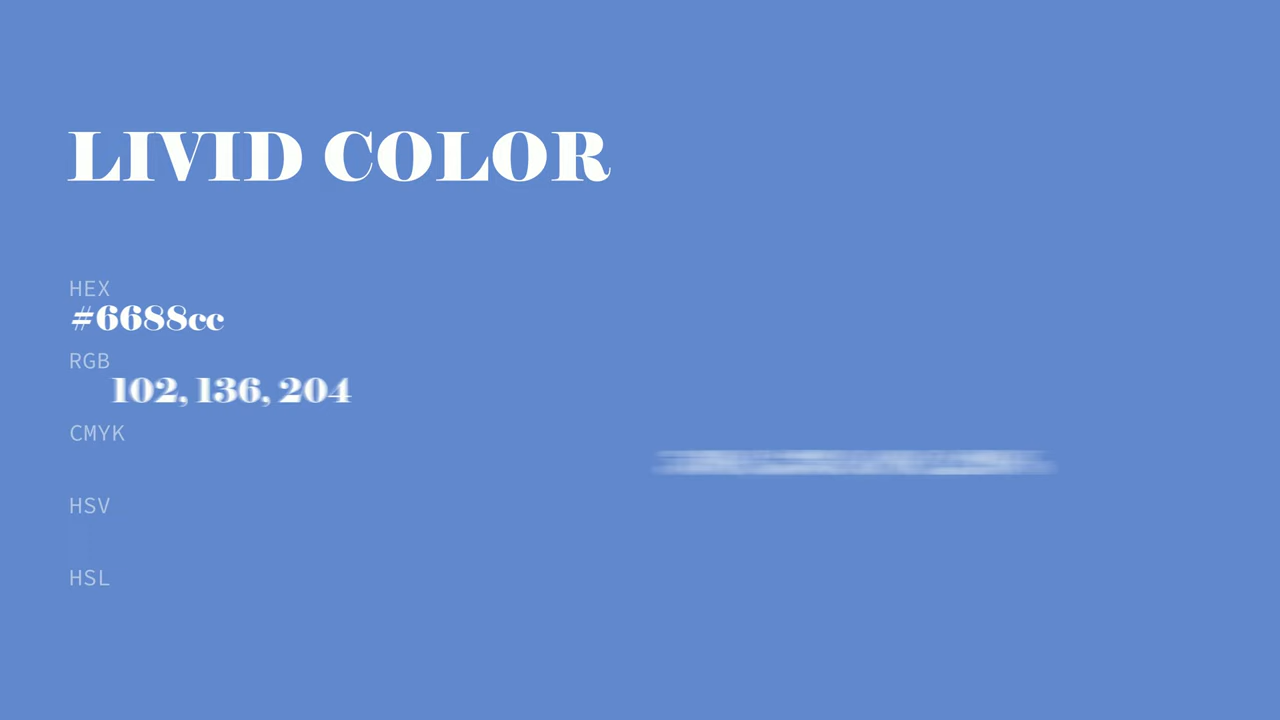 LIVID COLOR
HEX
#6688cc
RGB
102, 136, 204
CMYK
HSV
HSL